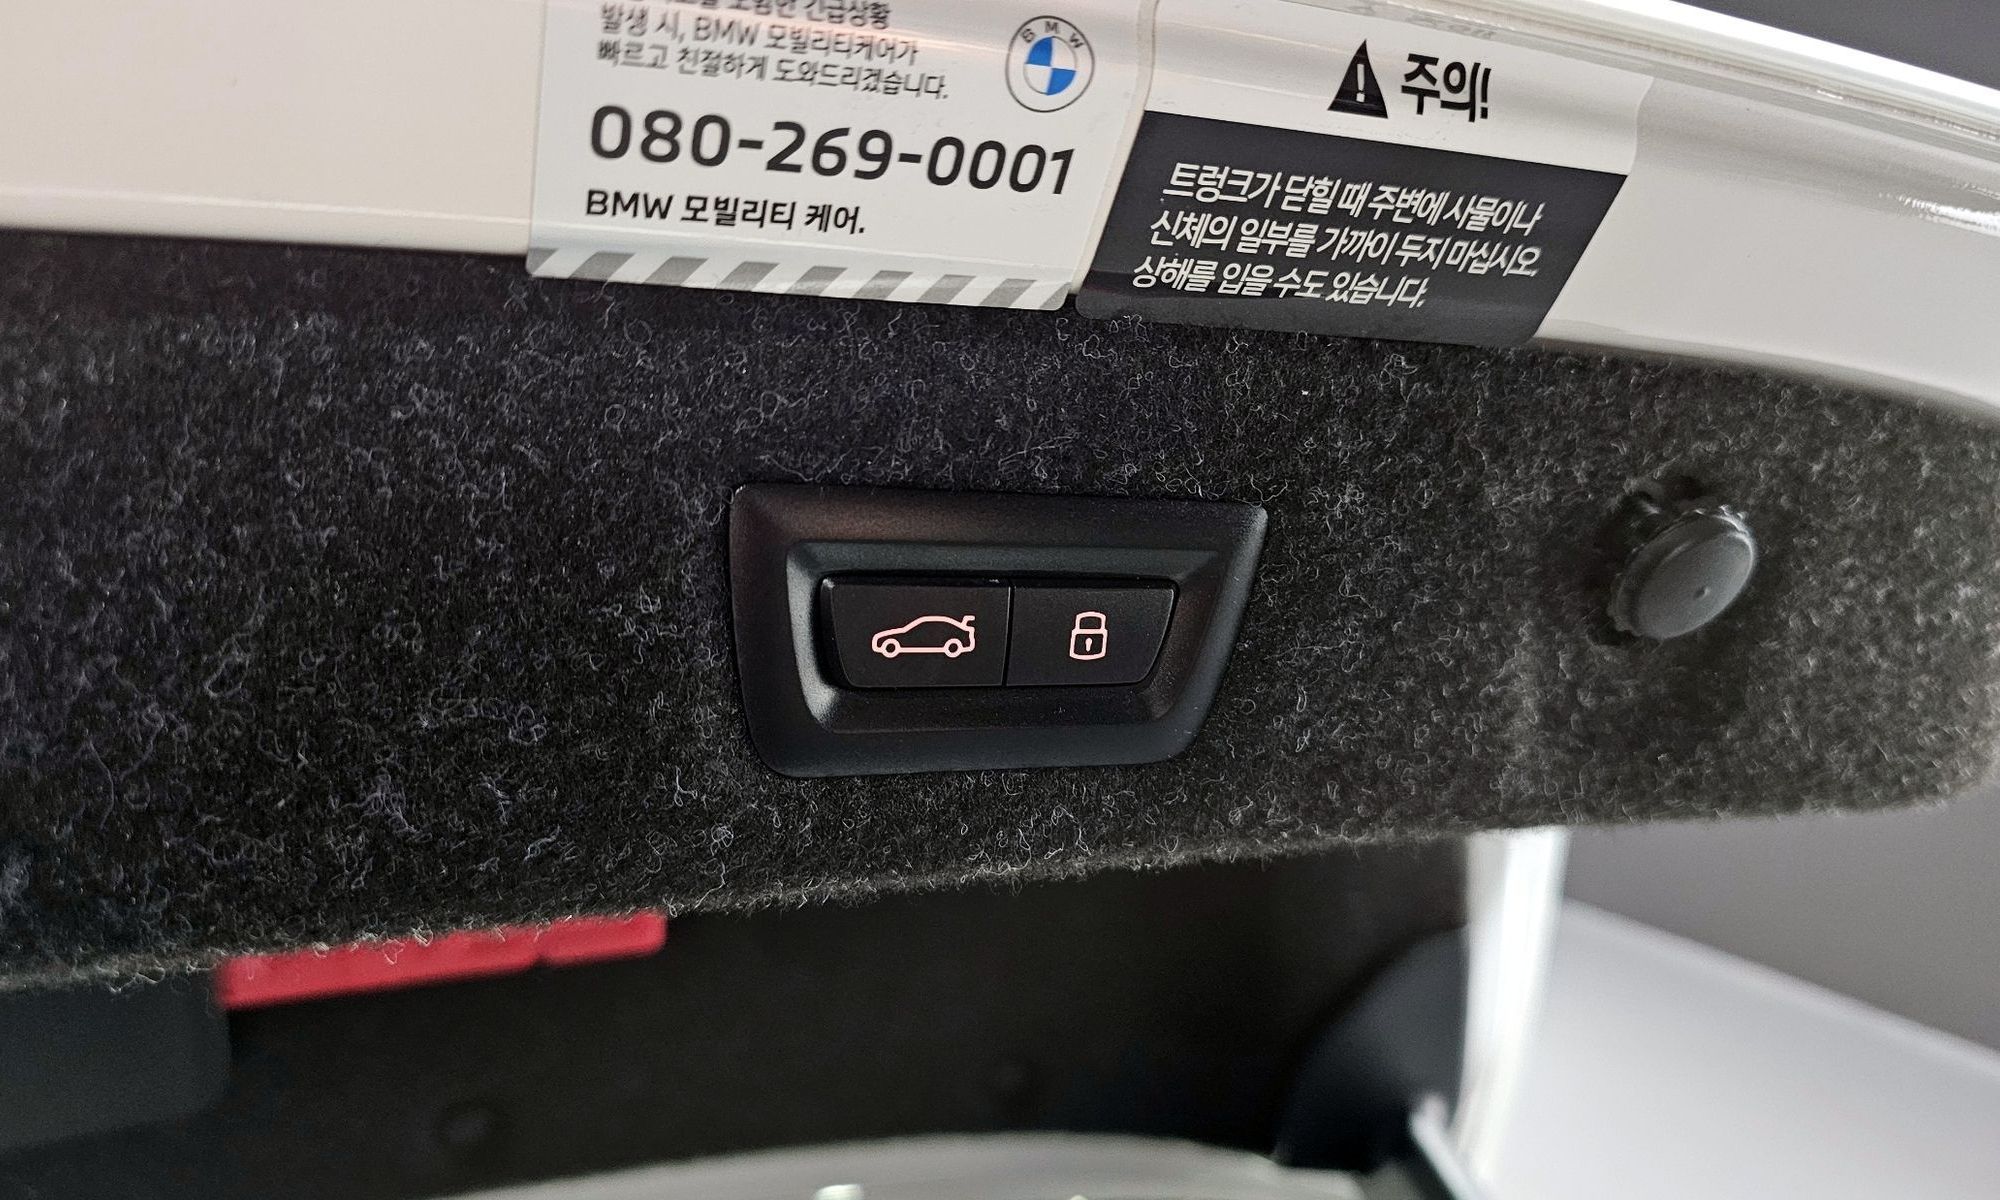 긴급상황
발생 시, BMW 모빌리티케어가
빠르고 친절하게 도와드리겠습니다.
BMW
080-269-0001
BMW 모빌리티 케어.
주의!
트렁크가 닫힐 때 주변에 사물이나
신체의 일부를 가까이 두지 마십시오.
상해를 입을 수도 있습니다.